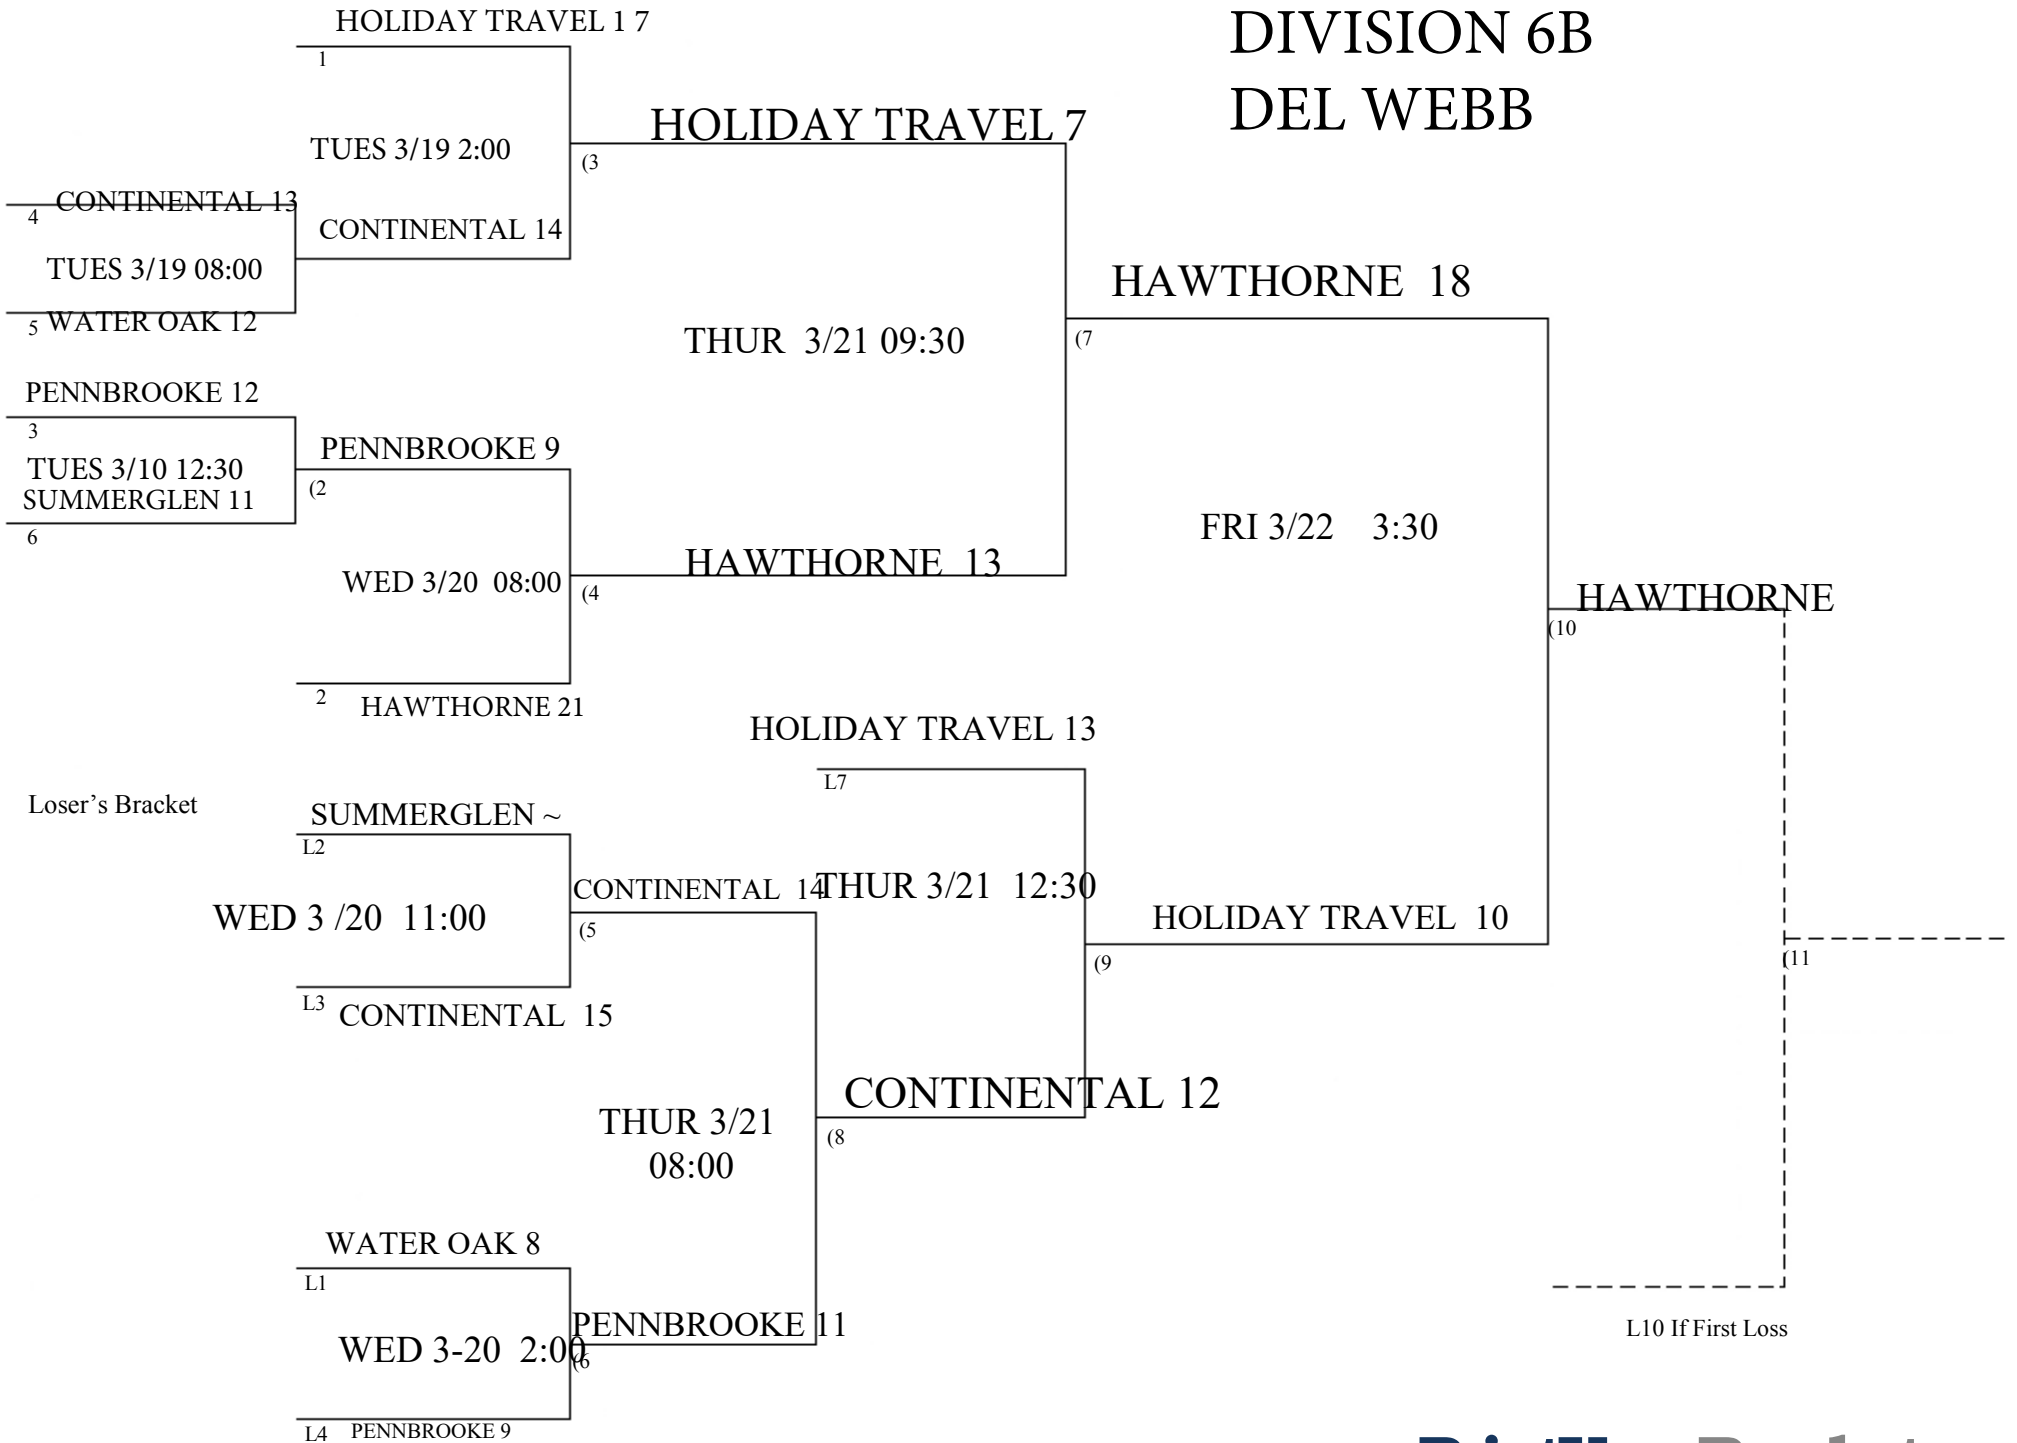 HOLIDAY TRAVEL 1 7
DIVISION 6B
DEL WEBB
1
HOLIDAY TRAVEL 7
TUES 3/19 2:00
(3
CONTINENTAL 13
4
CONTINENTAL 14
TUES 3/19 08:00
HAWTHORNE 18
5 WATER OAK 12
THUR 3/21 09:30
(7
PENNBROOKE 12
3
PENNBROOKE 9
TUES 3/10 12:30
(2
SUMMERGLEN 11
6
FRI 3/22 3:30
HAWTHORNE 13
WED 3/20 08:00
(4
HAWTHORNE
(10
2
HAWTHORNE 21
HOLIDAY TRAVEL 13
L7
Loser’s Bracket
SUMMERGLEN ~
L2
CONTINENTAL 14
THUR 3/21 12:30
WED 3 /20 11:00
(5
HOLIDAY TRAVEL 10
(9
(11
L3
CONTINENTAL 15
CONTINENTAL 12
THUR 3/21
08:00
(8
WATER OAK 8
L1
PENNBROOKE 11
WED 3-20 2:00
(6
L10 If First Loss
L4 PENNBROOKE 9